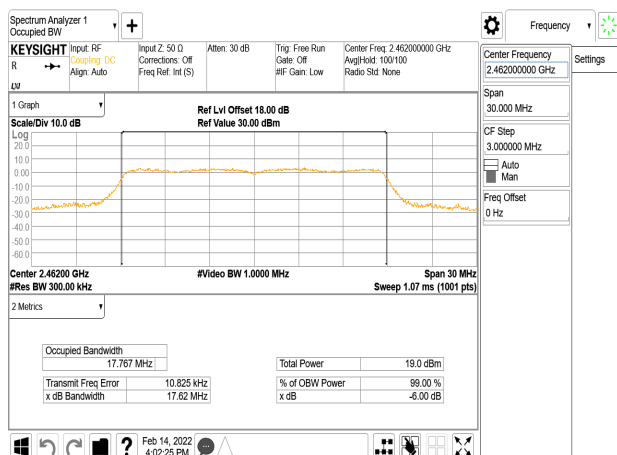 Spectrum Analyzer 1
Occupied BW
Frequency
KEYSIGHT
R
Input: RF
Coupling: DC
Align: Auto
Input Z: 50 Ω
Corrections: Off
Freq Ref: Int (S)
Atten: 30 dB
Trig: Free Run
Gate: Off
#IF Gain: Low
Center Freq: 2.462000000 GHz
Avg|Hold: 100/100
Radio Std: None
Center Frequency
2.462000000 GHz
Settings
Span
30.000 MHz
CF Step
3.000000 MHz
Auto
Man
Freq Offset
0 Hz
1 Graph
Scale/Div 10.0 dB
Ref Lvl Offset 18.00 dB
Ref Value 30.00 dBm
Log
20.0
10.0
0.00
-10.0
-20.0
-30.0
-40.0
-50.0
-60.0
Center 2.46200 GHz
#Video BW 1.0000 MHz
Span 30 MHz
#Res BW 300.00 kHz
Sweep 1.07 ms (1001 pts)
2 Metrics
Occupied Bandwidth
17.767 MHz
Total Power 19.0 dBm
Transmit Freq Error 10.825 kHz
% of OBW Power 99.00 %
x dB Bandwidth 17.62 MHz
x dB -6.00 dB
?
Feb 14, 2022
4:02:25 PM